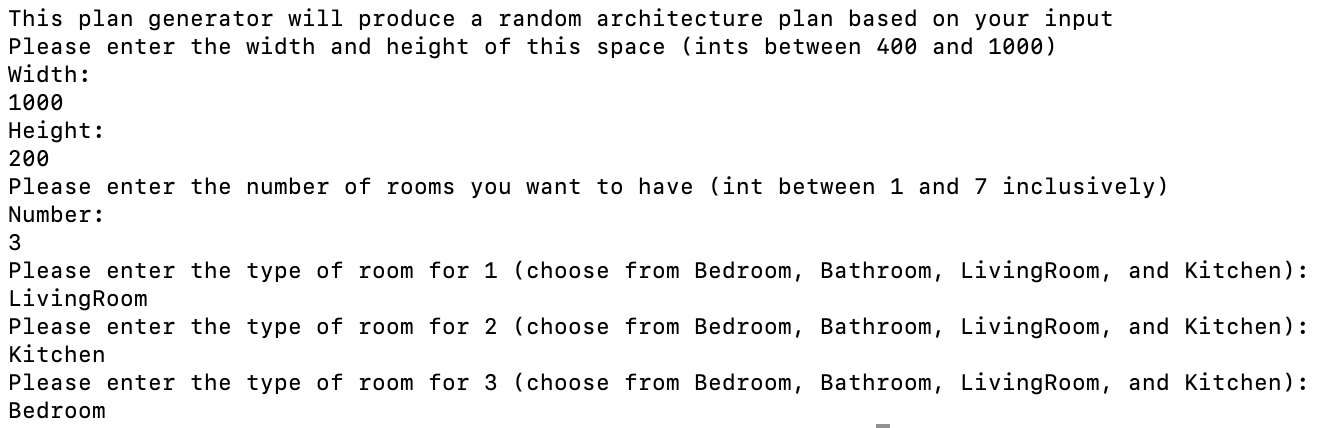 This plan generator will produce a random architecture plan based on your input
Please enter the width and height of this space (ints between 400 and 1000)
Width:
1000
Height:
200
Please enter the number of rooms you want to have (int between 1 and 7 inclusively)
Number:
3
Please enter the type of room for 1 (choose from Bedroom, Bathroom, LivingRoom, and Kitchen):
LivingRoom
Please enter the type of room for 2 (choose from Bedroom, Bathroom, LivingRoom, and Kitchen):
Kitchen
Please enter the type of room for 3 (choose from Bedroom, Bathroom, LivingRoom, and Kitchen):
Bedroom